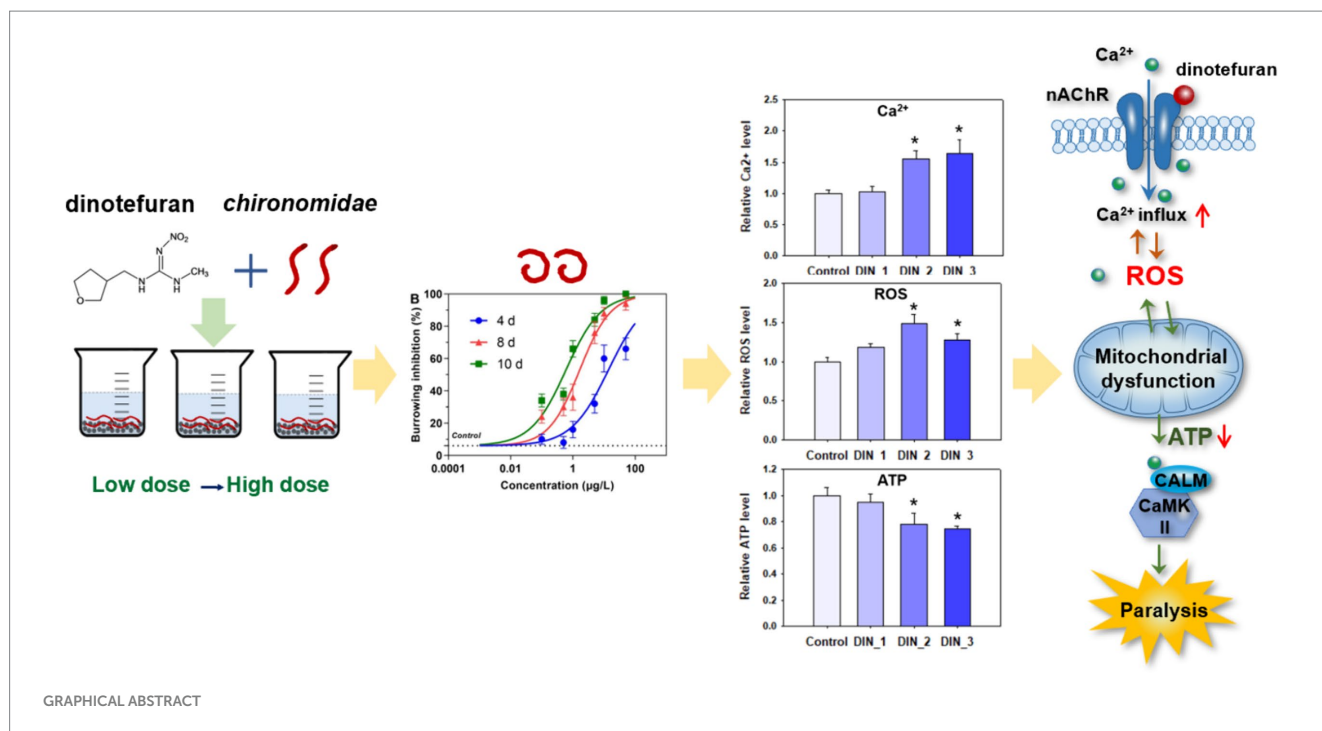 dinotefuran
chironomidae
NO₂
N
N
H
N
H
CH₃
O
+
Low dose → High dose
B
Burrowing inhibition (%)
100
80
60
40
20
0
4 d
8 d
10 d
Control
0.0001
0.01
1
100
Concentration (µg/L)
Ca²⁺
Relative Ca2+ level
2.5
2.0
1.5
1.0
0.5
0.0
*
*
Control DIN_1 DIN_2 DIN_3
ROS
Relative ROS level
2.0
1.5
1.0
0.5
0.0
*
*
Control DIN_1 DIN_2 DIN_3
ATP
Relative ATP level
1.2
1.0
0.8
0.6
0.4
0.2
0.0
*
*
Control DIN_1 DIN_2 DIN_3
Ca²⁺
dinotefuran
nAChR
Ca²⁺ influx ↑
ROS
Mitochondrial
dysfunction
ATP ↓
CALM
CaMK
II
Paralysis
GRAPHICAL ABSTRACT